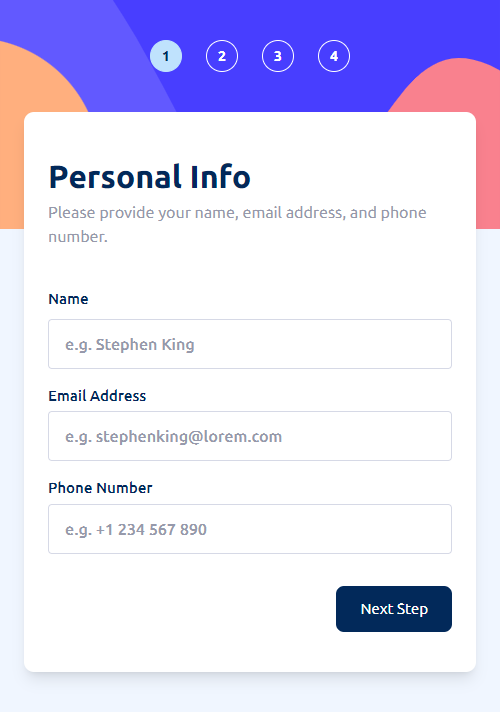 1 2 3 4
Personal Info
Please provide your name, email address, and phone
number.
Name
e.g. Stephen King
Email Address
e.g. stephenking@lorem.com
Phone Number
e.g. +1 234 567 890
Next Step